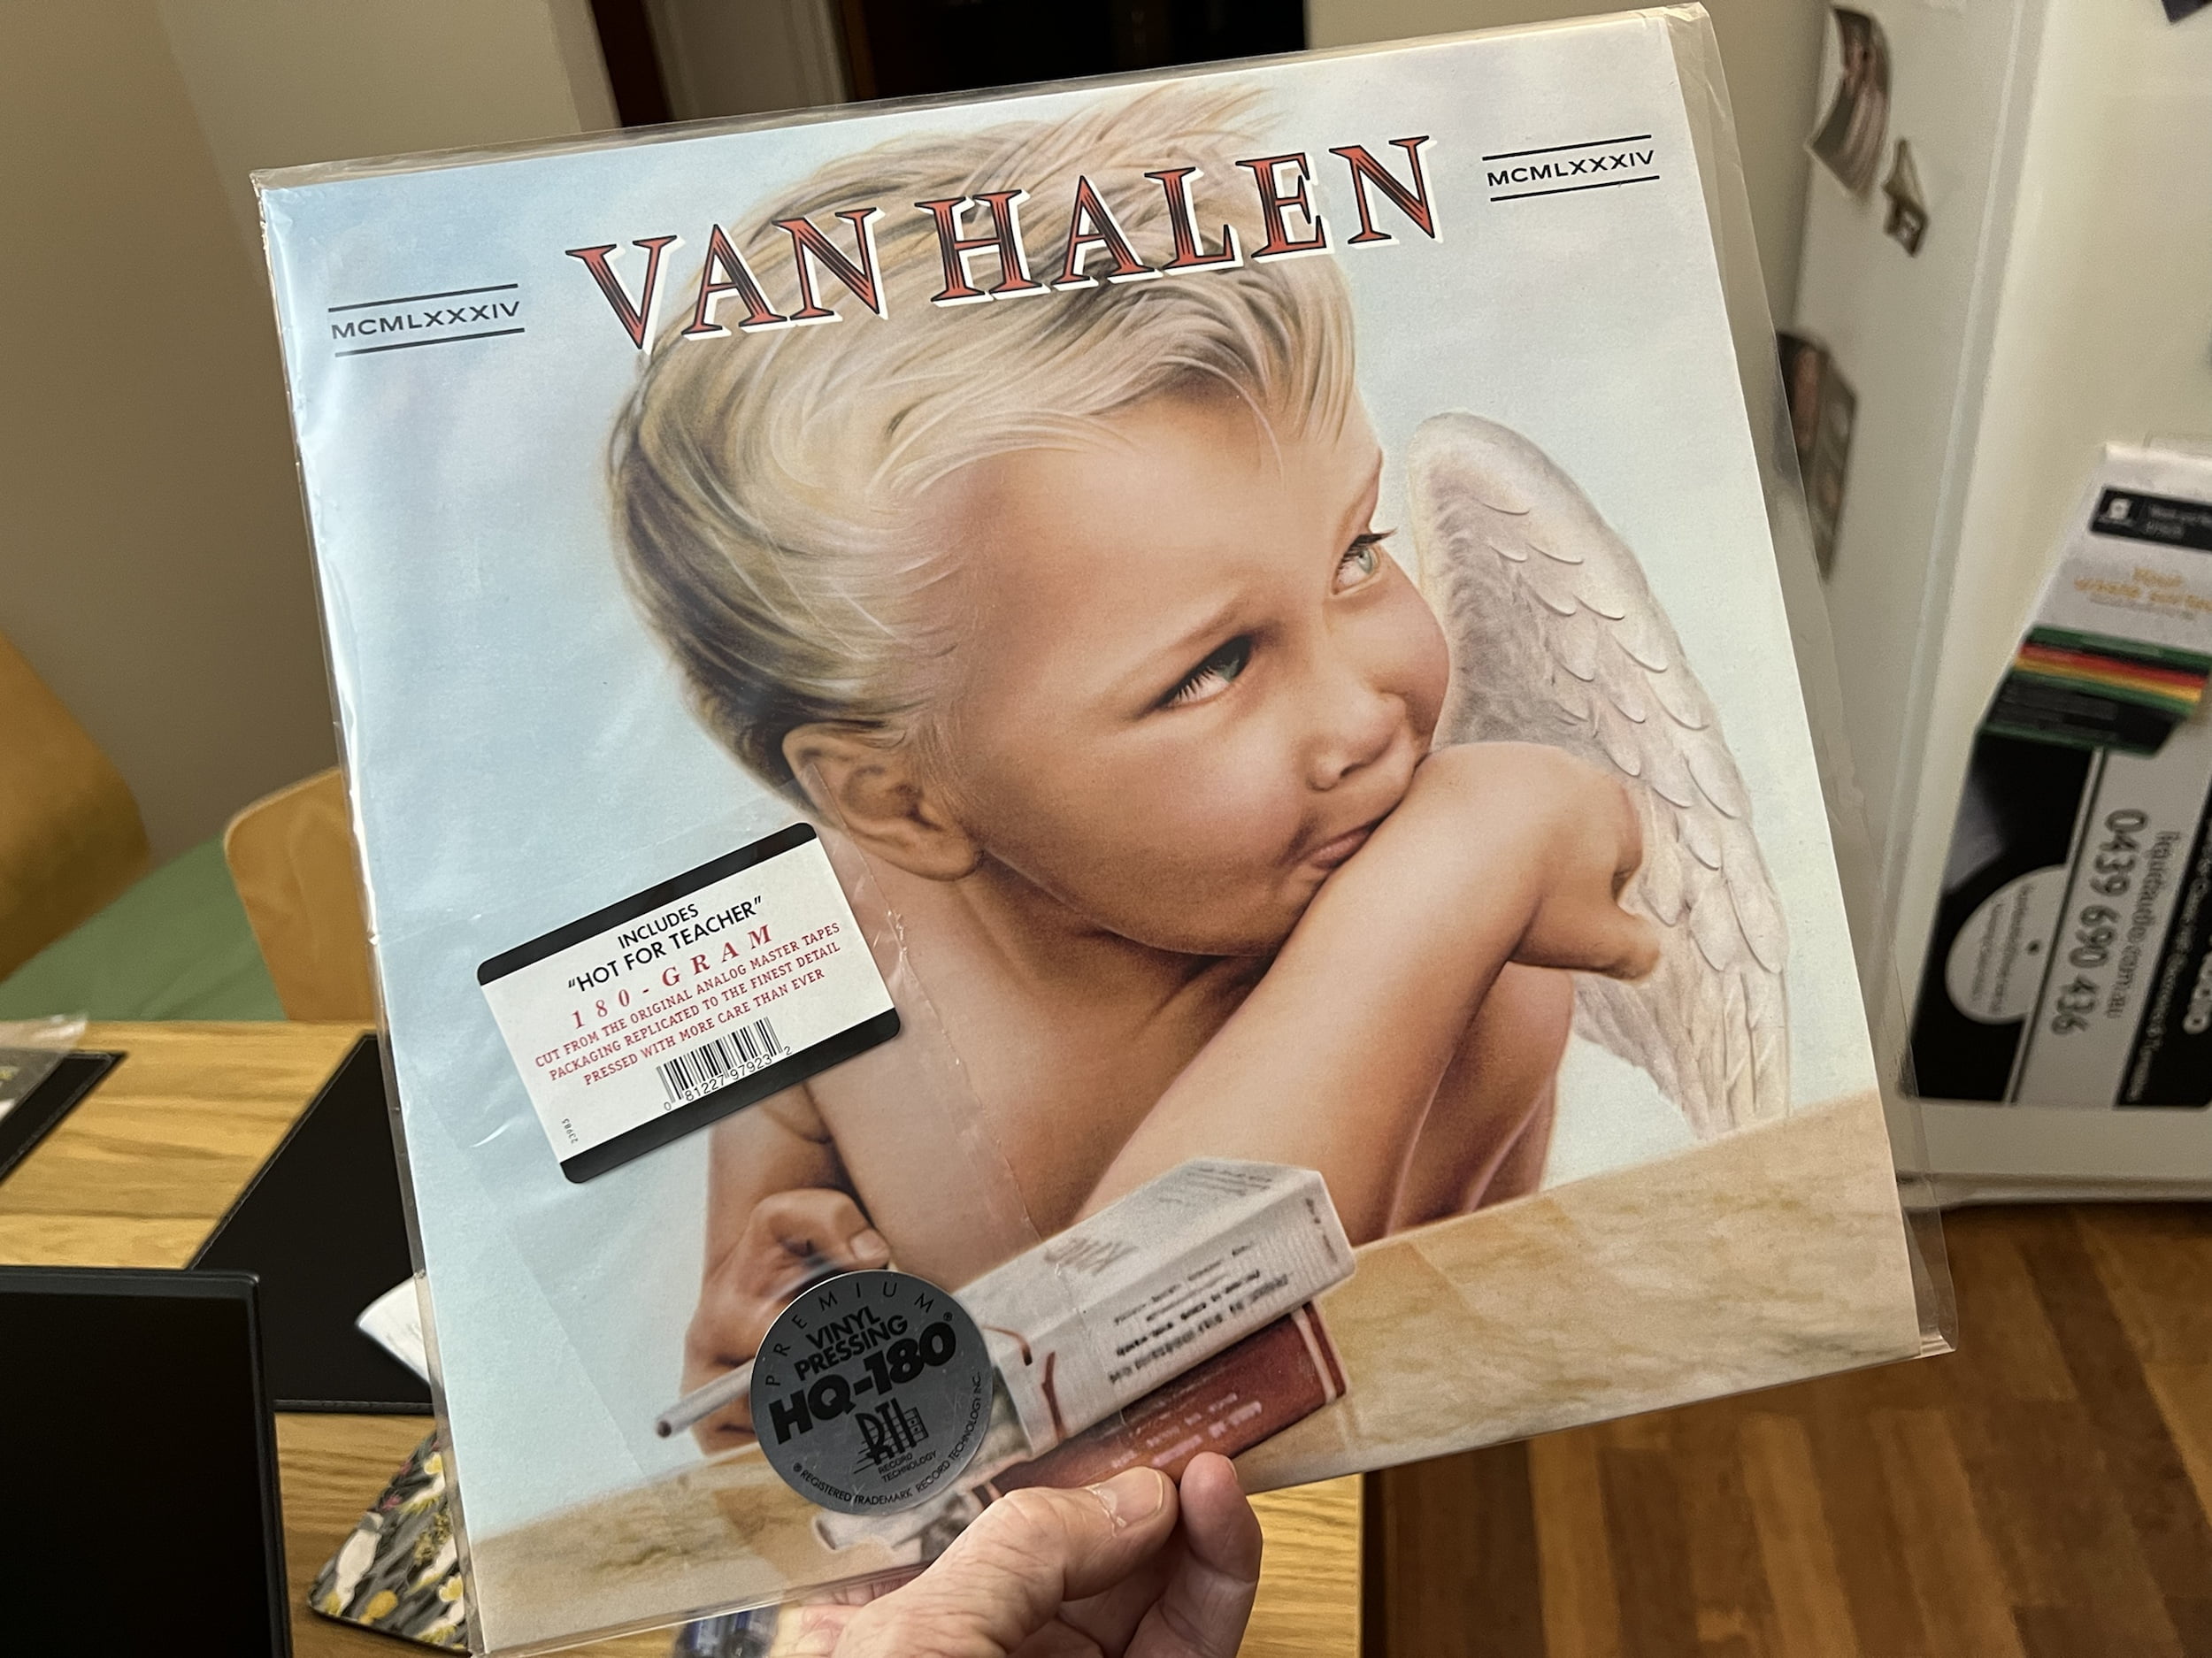 VAN HALEN
MCMLXXXIV
MCMLXXXIV
INCLUDES
"HOT FOR TEACHER"
180-GRAM
CUT FROM THE ORIGINAL ANALOG MASTER TAPES
PACKAGING REPLICATED TO THE FINEST DETAIL
PRESSED WITH MORE CARE THAN EVER
0 81227 97923 2
23985
PREMIUM
VINYL
PRESSING
HQ-180®
RTI
RECORD
TECHNOLOGY
® REGISTERED TRADEMARK RECORD TECHNOLOGY INC.
0439 690 436